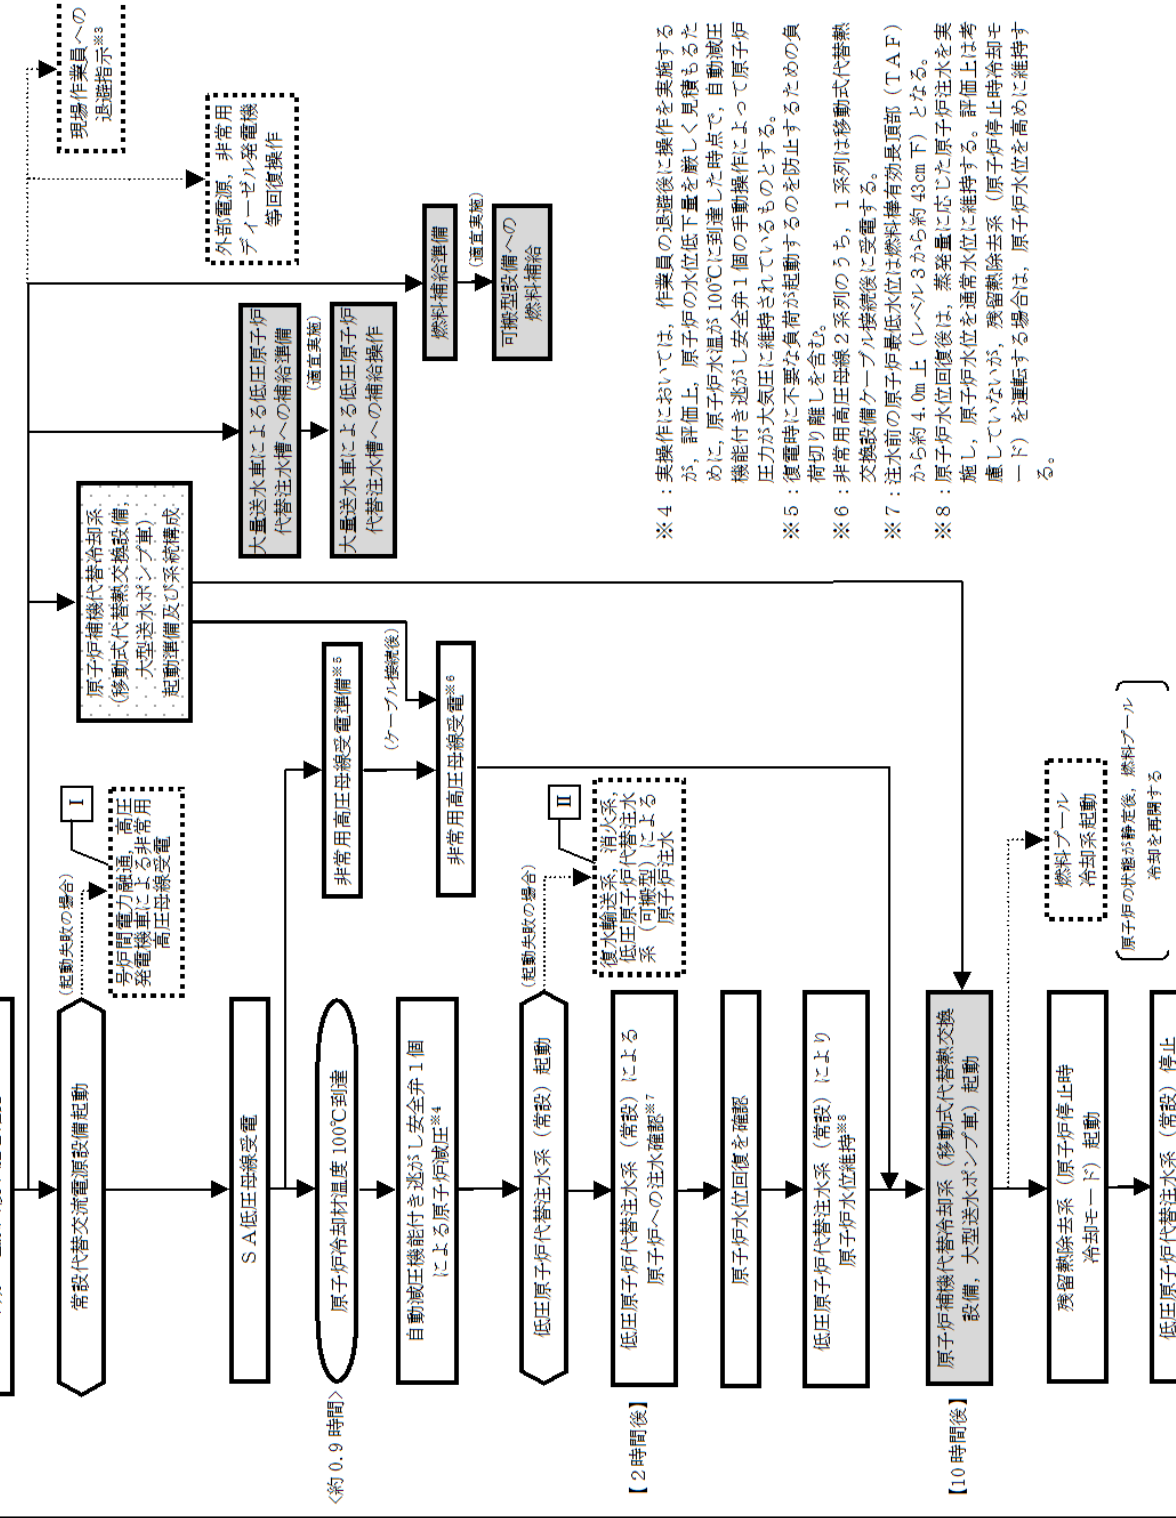 現場作業員への
退避指示※3
外部電源，非常用
ディーゼル発電機
等回復操作
燃料補給準備
(適宜実施)
可搬型設備への
燃料補給
大量送水車による低圧原子炉
代替注水槽への補給準備
(適宜実施)
大量送水車による低圧原子炉
代替注水槽への補給操作
原子炉補機代替冷却系
(移動式代替熱交換設備，
大型送水ポンプ車)
起動準備及び系統構成
常設代替交流電源設備起動
(起動失敗の場合)
Ⅰ
号炉間電力融通，高圧
発電機車による非常用
高圧母線受電
ＳＡ低圧母線受電
非常用高圧母線受電準備※5
(ケーブル接続後)
非常用高圧母線受電※6
<約0.9時間>
原子炉冷却材温度100℃到達
自動減圧機能付き逃がし安全弁１個
による原子炉減圧※4
低圧原子炉代替注水系（常設）起動
(起動失敗の場合)
Ⅱ
復水輸送系，消火系，
低圧原子炉代替注水
系（可搬型）による
原子炉注水
【２時間後】
低圧原子炉代替注水系（常設）による
原子炉への注水確認※7
原子炉水位回復を確認
低圧原子炉代替注水系（常設）により
原子炉水位維持※8
【10時間後】
原子炉補機代替冷却系（移動式代替熱交換
設備，大型送水ポンプ車）起動
残留熱除去系（原子炉停止時
冷却モード）起動
燃料プール
冷却系起動
原子炉の状態が静定後，燃料プール
冷却を再開する
低圧原子炉代替注水系（常設）停止
※4：実操作においては，作業員の退避後に操作を実施する
が，評価上，原子炉の水位低下量を厳しく見積もるた
めに，原子炉水温が100℃に到達した時点で，自動減圧
機能付き逃がし安全弁１個の手動操作によって原子炉
圧力が大気圧に維持されているものとする。
※5：復電時に不要な負荷が起動するのを防止するための負
荷切り離しを含む。
※6：非常用高圧母線２系列のうち，１系列は移動式代替熱
交換設備ケーブル接続後に受電する。
※7：注水前の原子炉最低水位は燃料棒有効長頂部（ＴＡＦ）
から約4.0m上（レベル３から約43cm下）となる。
※8：原子炉水位回復後は，蒸発量に応じた原子炉注水を実
施し，原子炉水位を通常水位に維持する。評価上は考
慮していないが，残留熱除去系（原子炉停止時冷却モ
ード）を運転する場合は，原子炉水位を高めに維持す
る。